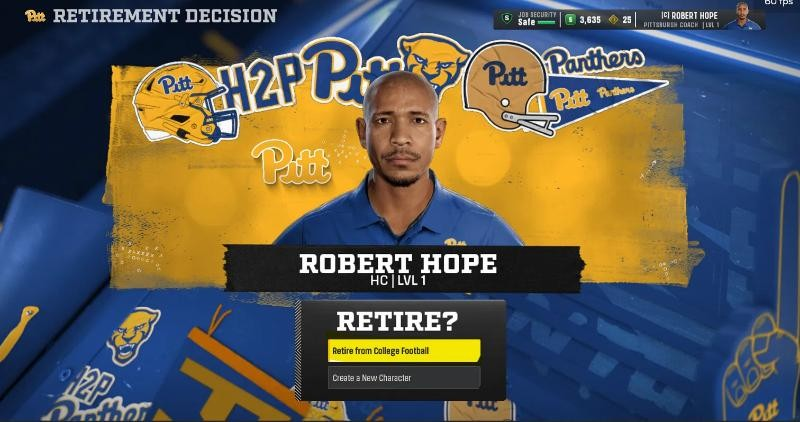 Pitt RETIREMENT DECISION
60 fps
JOB SECURITY
Safe
3,635
25
(C) ROBERT HOPE
PITTSBURGH COACH | LVL 1
Pitt
H2P
Pitt
Pitt
Panthers
Pitt Panthers
Pitt
ROBERT HOPE
HC | LVL 1
RETIRE?
Retire from College Football
Create a New Character
H2P
Panthers
Pitt